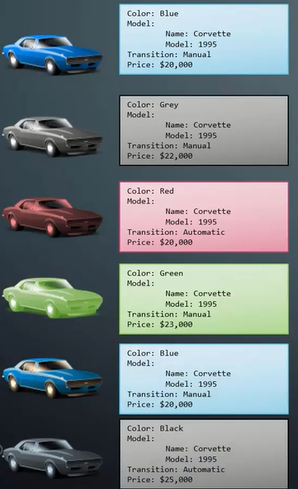 Color: Blue
Model:
Name: Corvette
Model: 1995
Transition: Manual
Price: $20,000
Color: Grey
Model:
Name: Corvette
Model: 1995
Transition: Manual
Price: $22,000
Color: Red
Model:
Name: Corvette
Model: 1995
Transition: Automatic
Price: $20,000
Color: Green
Model:
Name: Corvette
Model: 1995
Transition: Manual
Price: $23,000
Color: Blue
Model:
Name: Corvette
Model: 1995
Transition: Manual
Price: $20,000
Color: Black
Model:
Name: Corvette
Model: 1995
Transition: Automatic
Price: $25,000